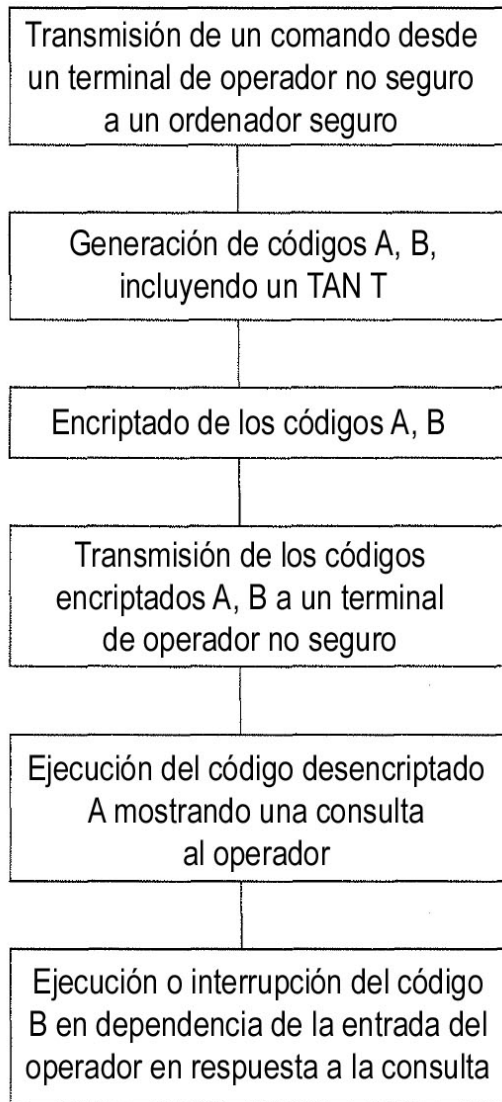 Transmisión de un comando desde
un terminal de operador no seguro
a un ordenador seguro
Generación de códigos A, B,
incluyendo un TAN T
Encriptado de los códigos A, B
Transmisión de los códigos
encriptados A, B a un terminal
de operador no seguro
Ejecución del código desencriptado
A mostrando una consulta
al operador
Ejecución o interrupción del código
B en dependencia de la entrada del
operador en respuesta a la consulta